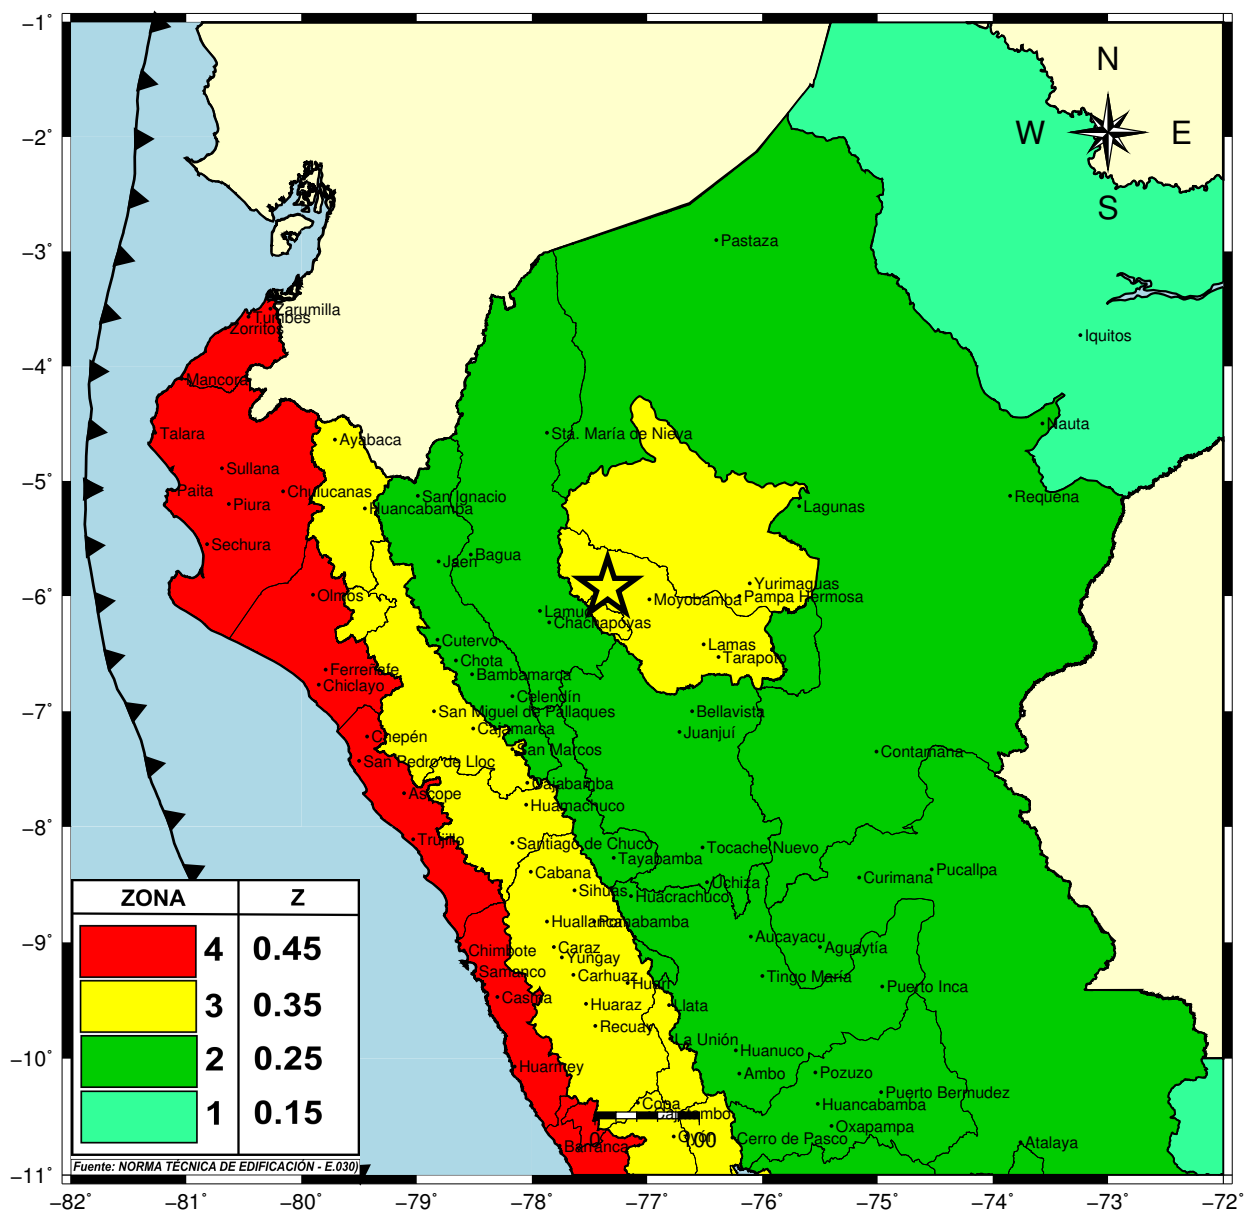 −1°
−2°
−3°
−4°
−5°
−6°
−7°
−8°
−9°
−10°
−11°
N
W E
S
Pastaza
Zarumilla
Tumbes
Zorritos
Iquitos
Mancora
Nauta
Talara
Ayabaca
Sta. María de Nieva
Sullana
Paita
Chulucanas
San Ignacio
Requena
Piura
Huancabamba
Lagunas
Sechura
Bagua
Jaen
Yurimaguas
Olmos
Moyobamba
Pampa Hermosa
Chachapoyas
Cutervo
Lamas
Chota
Tarapoto
Ferreñafe
Bambamarca
Chiclayo
Celendín
San Miguel de Pallaques
Bellavista
Cajamarca
Juanjuí
Chepén
San Marcos
Contamana
San Pedro de Lloc
Cajabamba
Ascope
Huamachuco
Trujillo
Santiago de Chuco
Tocache Nuevo
Tayabamba
Cabana
Pucallpa
Curimana
Uchiza
Sihuas
Huacrachuco
Huallanca
Pomabamba
Aucayacu
Chimbote
Caraz
Aguaytía
Yungay
Samanco
Carhuaz
Tingo María
Huari
Puerto Inca
Casma
Huaraz
Llata
Recuay
La Unión
Huanuco
Huarmey
Ambo
Pozuzo
Puerto Bermudez
Copa
Huancabamba
Cajatambo
Oxapampa
Oyón
Cerro de Pasco
Atalaya
Barranca
0 100
ZONA Z
4 0.45
3 0.35
2 0.25
1 0.15
Fuente: NORMA TÉCNICA DE EDIFICACIÓN - E.030)
−82° −81° −80° −79° −78° −77° −76° −75° −74° −73° −72°